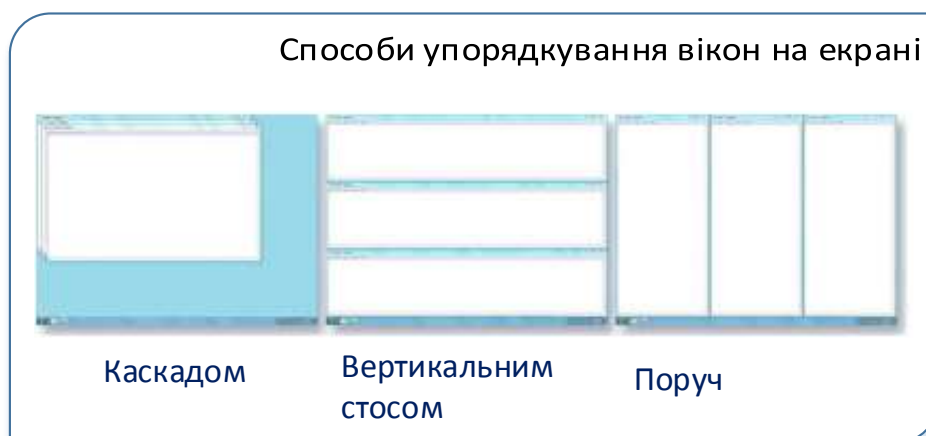 Способи упорядкування вікон на екрані
Каскадом
Вертикальним
стосом
Поруч